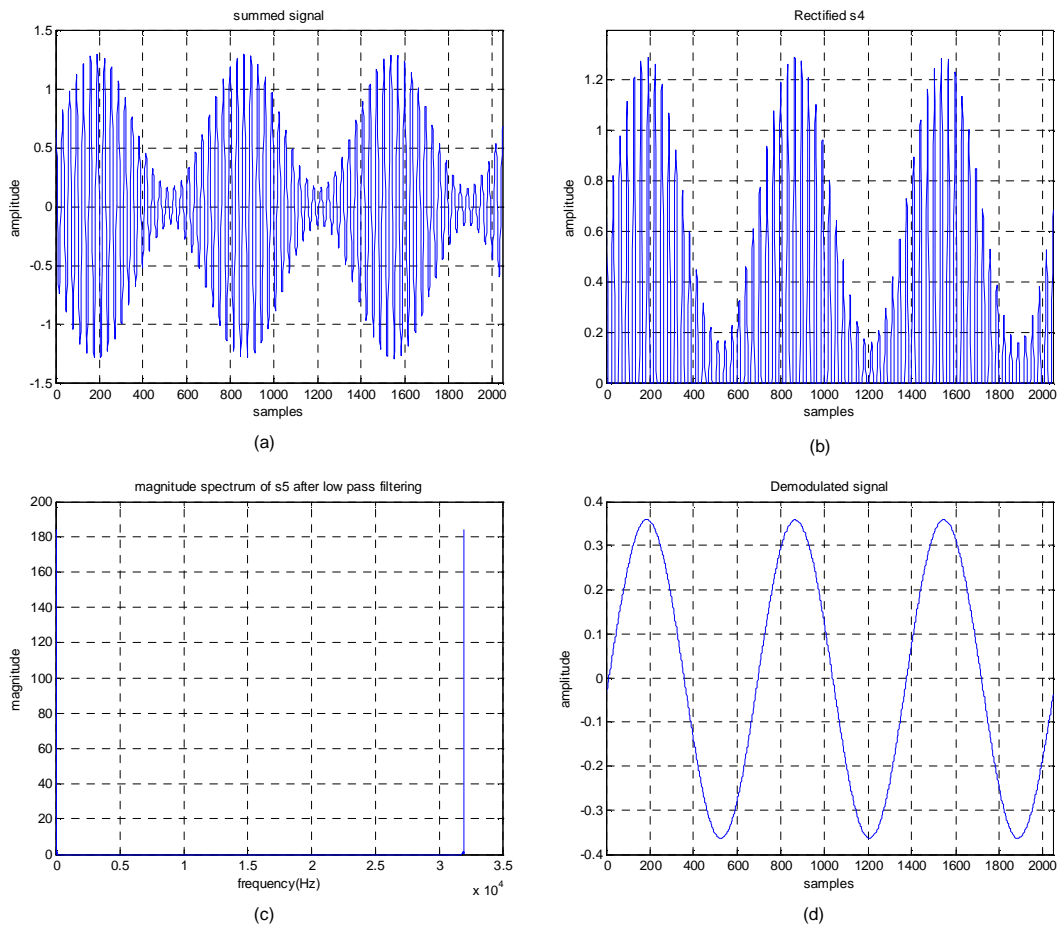 summed signal
1.5
1
0.5
0
-0.5
-1
-1.5
amplitude
0 200 400 600 800 1000 1200 1400 1600 1800 2000
samples
(a)
Rectified s4
1.2
1
0.8
0.6
0.4
0.2
0
amplitude
0 200 400 600 800 1000 1200 1400 1600 1800 2000
samples
(b)
magnitude spectrum of s5 after low pass filtering
200
180
160
140
120
100
80
60
40
20
0
magnitude
0 0.5 1 1.5 2 2.5 3 3.5
x 10^4
frequency(Hz)
(c)
Demodulated signal
0.4
0.3
0.2
0.1
0
-0.1
-0.2
-0.3
-0.4
amplitude
0 200 400 600 800 1000 1200 1400 1600 1800 2000
samples
(d)